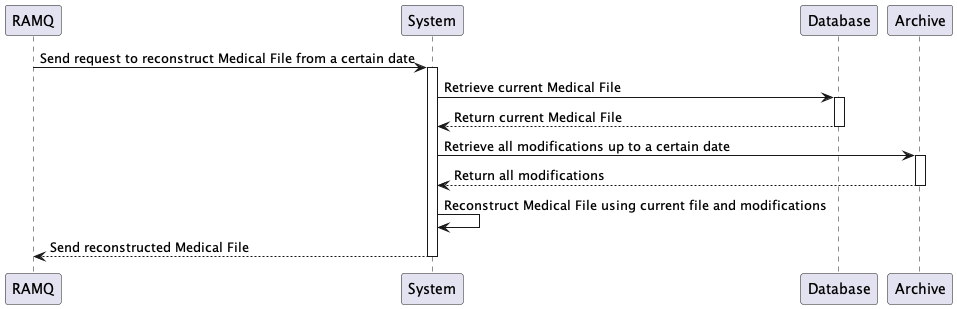 RAMQ System Database Archive
Send request to reconstruct Medical File from a certain date
Retrieve current Medical File
Return current Medical File
Retrieve all modifications up to a certain date
Return all modifications
Reconstruct Medical File using current file and modifications
Send reconstructed Medical File
RAMQ System Database Archive